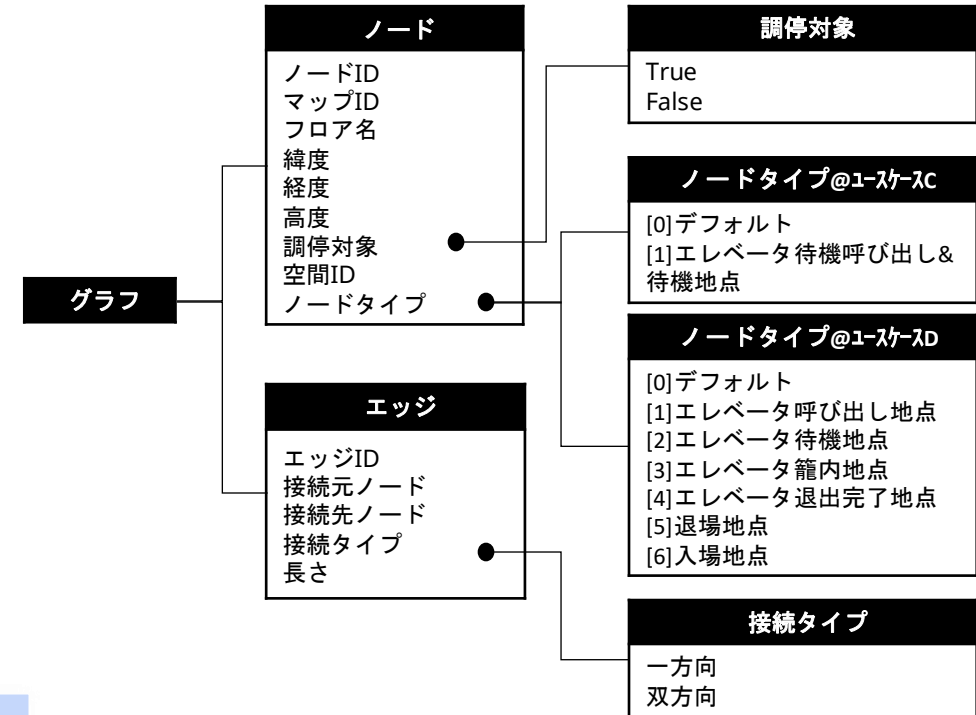 グラフ
ノード
ノードID
マップID
フロア名
緯度
経度
高度
調停対象
空間ID
ノードタイプ
エッジ
エッジID
接続元ノード
接続先ノード
接続タイプ
長さ
調停対象
True
False
ノードタイプ@ﾕｰｽｹｰｽC
[0]デフォルト
[1]エレベータ待機呼び出し&
待機地点
ノードタイプ@ﾕｰｽｹｰｽD
[0]デフォルト
[1]エレベータ呼び出し地点
[2]エレベータ待機地点
[3]エレベータ籠内地点
[4]エレベータ退出完了地点
[5]退場地点
[6]入場地点
接続タイプ
一方向
双方向